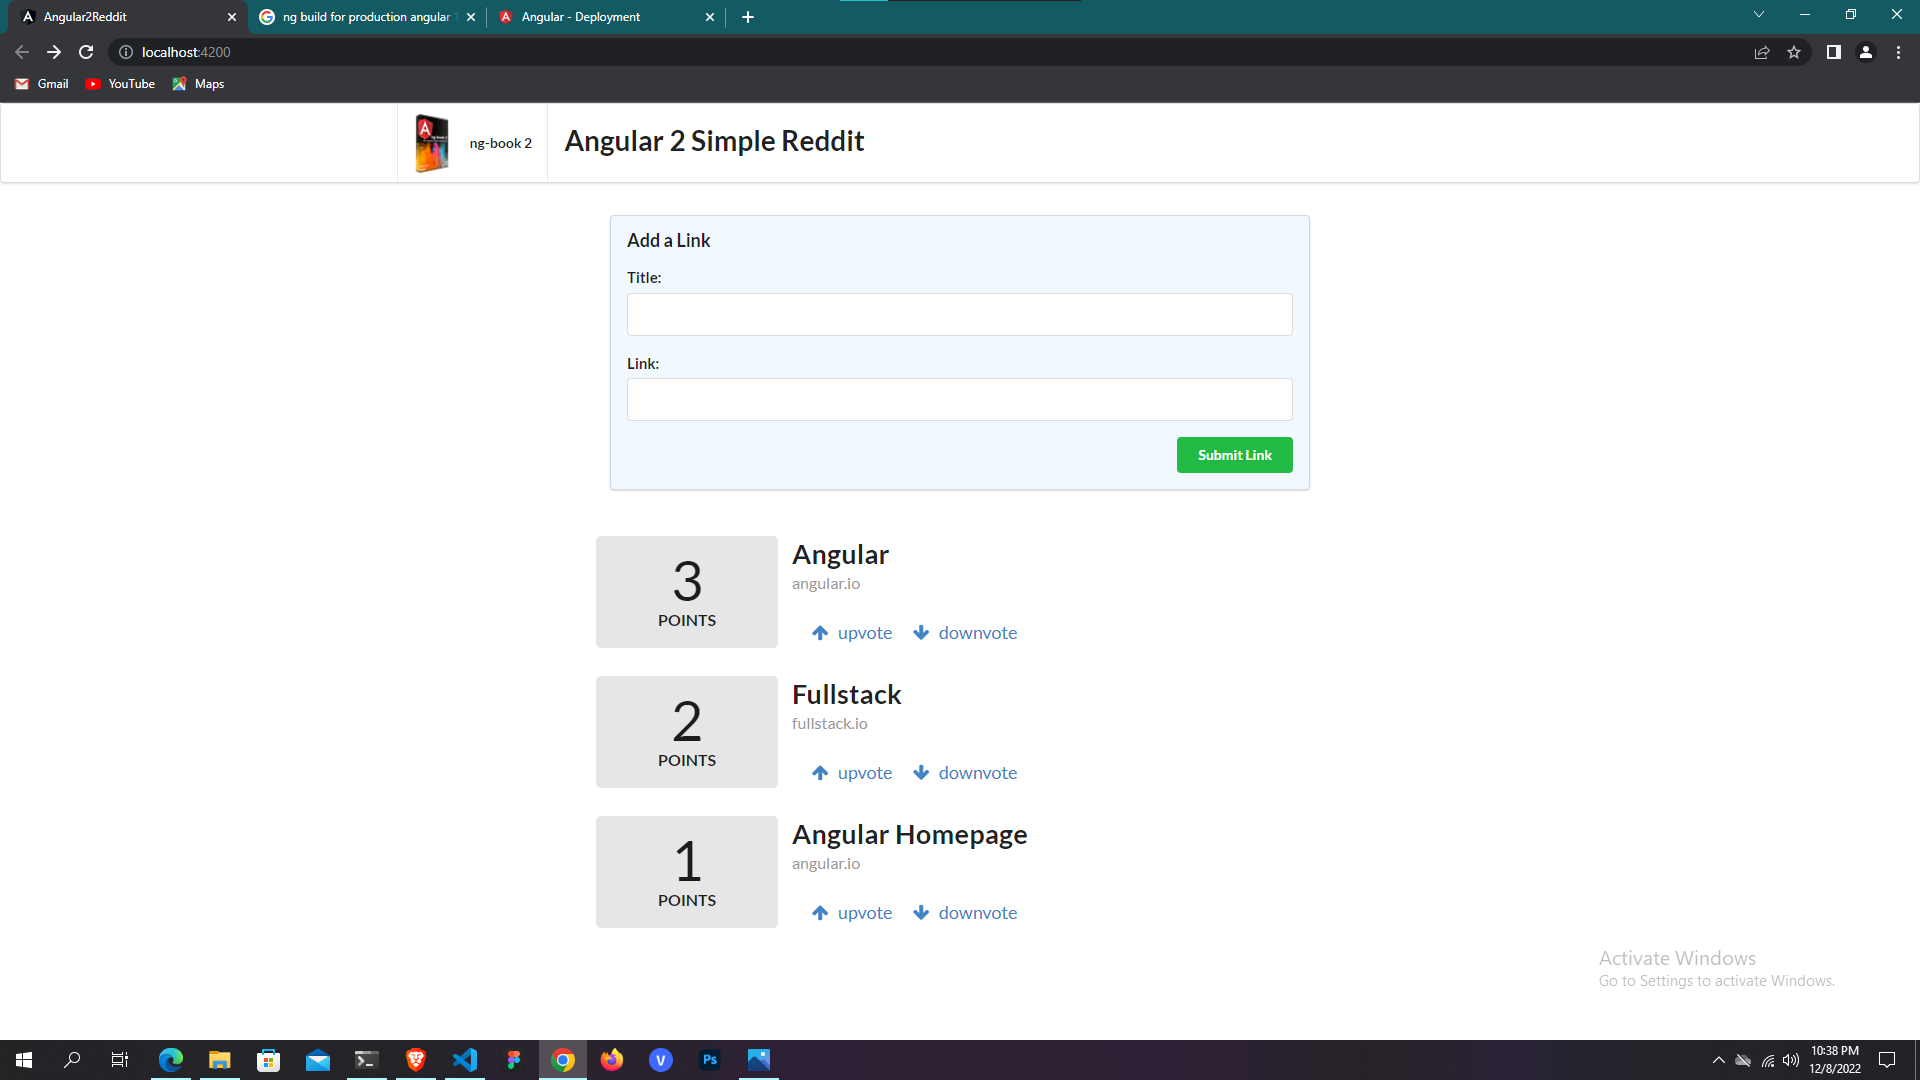 Angular2Reddit
ng build for production angular
Angular - Deployment
localhost:4200
Gmail
YouTube
Maps
ng-book 2
Angular 2 Simple Reddit
Add a Link
Title:
Link:
Submit Link
3
POINTS
Angular
angular.io
upvote downvote
2
POINTS
Fullstack
fullstack.io
upvote downvote
1
POINTS
Angular Homepage
angular.io
upvote downvote
Activate Windows
Go to Settings to activate Windows.
V
Ps
10:38 PM
12/8/2022